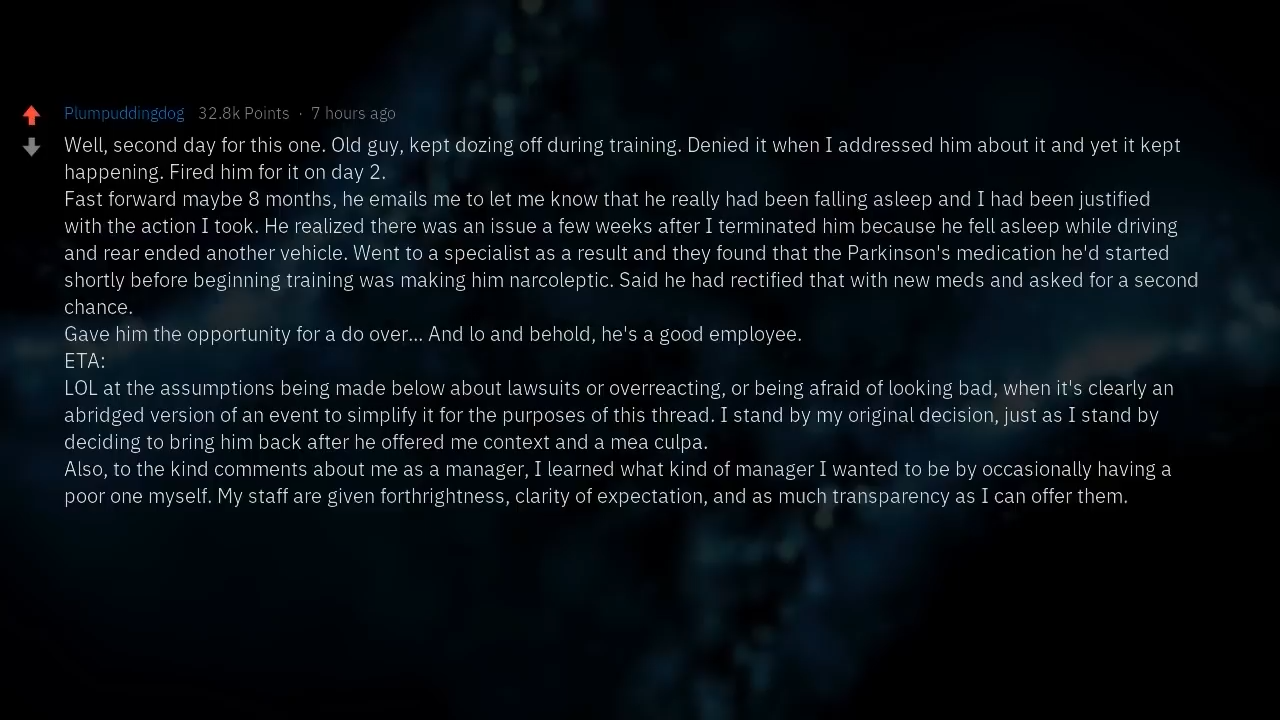 Plumpuddingdog 32.8k Points · 7 hours ago
Well, second day for this one. Old guy, kept dozing off during training. Denied it when I addressed him about it and yet it kept
happening. Fired him for it on day 2.
Fast forward maybe 8 months, he emails me to let me know that he really had been falling asleep and I had been justified
with the action I took. He realized there was an issue a few weeks after I terminated him because he fell asleep while driving
and rear ended another vehicle. Went to a specialist as a result and they found that the Parkinson's medication he'd started
shortly before beginning training was making him narcoleptic. Said he had rectified that with new meds and asked for a second
chance.
Gave him the opportunity for a do over... And lo and behold, he's a good employee.
ETA:
LOL at the assumptions being made below about lawsuits or overreacting, or being afraid of looking bad, when it's clearly an
abridged version of an event to simplify it for the purposes of this thread. I stand by my original decision, just as I stand by
deciding to bring him back after he offered me context and a mea culpa.
Also, to the kind comments about me as a manager, I learned what kind of manager I wanted to be by occasionally having a
poor one myself. My staff are given forthrightness, clarity of expectation, and as much transparency as I can offer them.